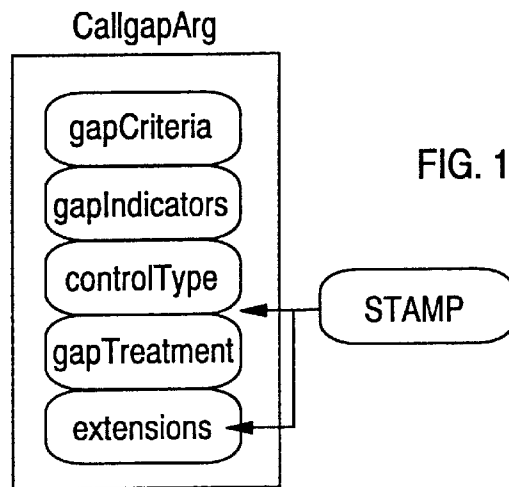 CallgapArg
gapCriteria
FIG. 1
gapIndicators
controlType
STAMP
gapTreatment
extensions